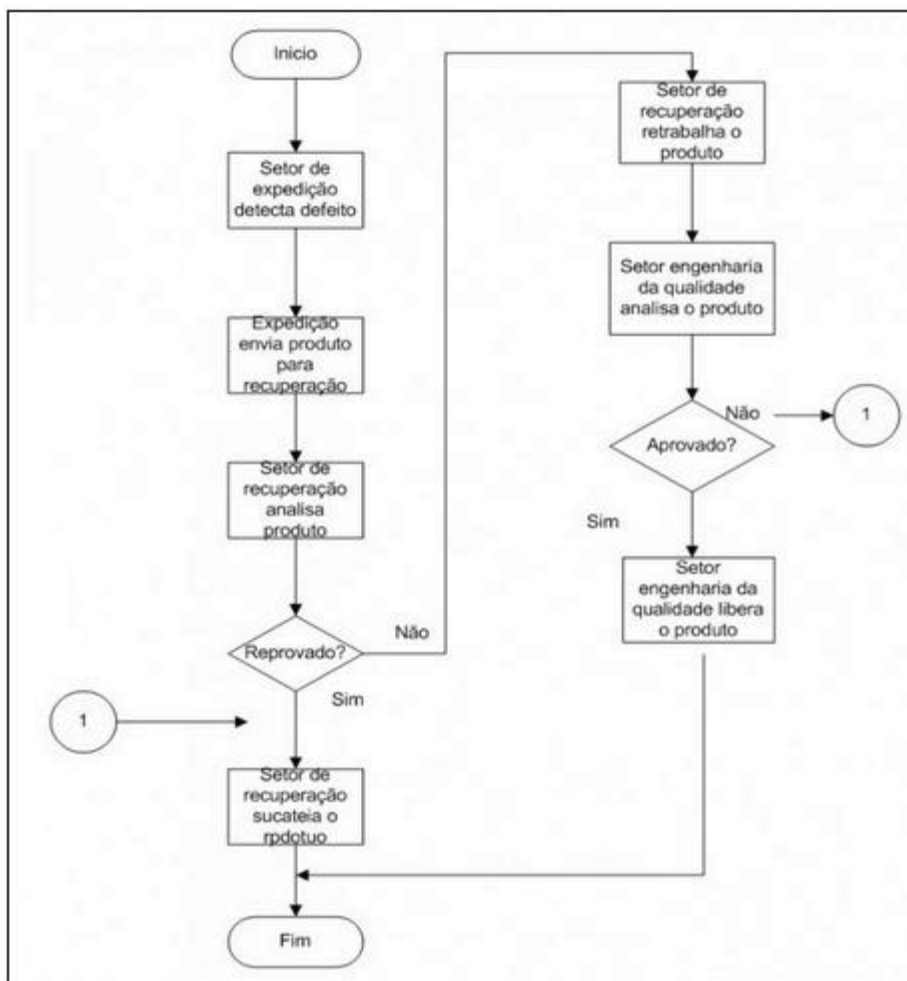 Inicio
Setor de
expedição
detecta defeito
Expedição
envia produto
para
recuperação
Setor de
recuperação
analisa
produto
Reprovado?
Não
Sim
1
Setor de
recuperação
sucateia o
rpdotuo
Fim
Setor de
recuperação
retrabalha o
produto
Setor engenharia
da qualidade
analisa o produto
Aprovado?
Não
1
Sim
Setor
engenharia da
qualidade libera
o produto